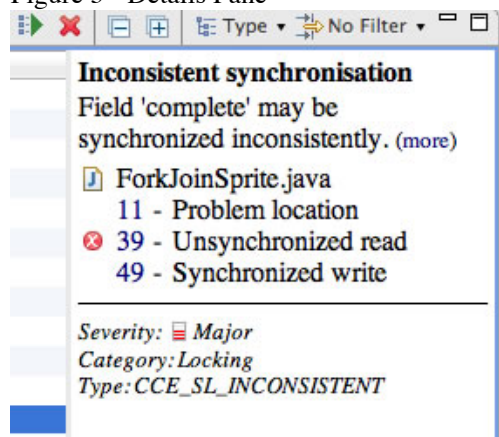 Figure 3 - Details Pane
Type No Filter
Inconsistent synchronisation
Field 'complete' may be
synchronized inconsistently. (more)
ForkJoinSprite.java
11 - Problem location
39 - Unsynchronized read
49 - Synchronized write
Severity: Major
Category: Locking
Type: CCE_SL_INCONSISTENT